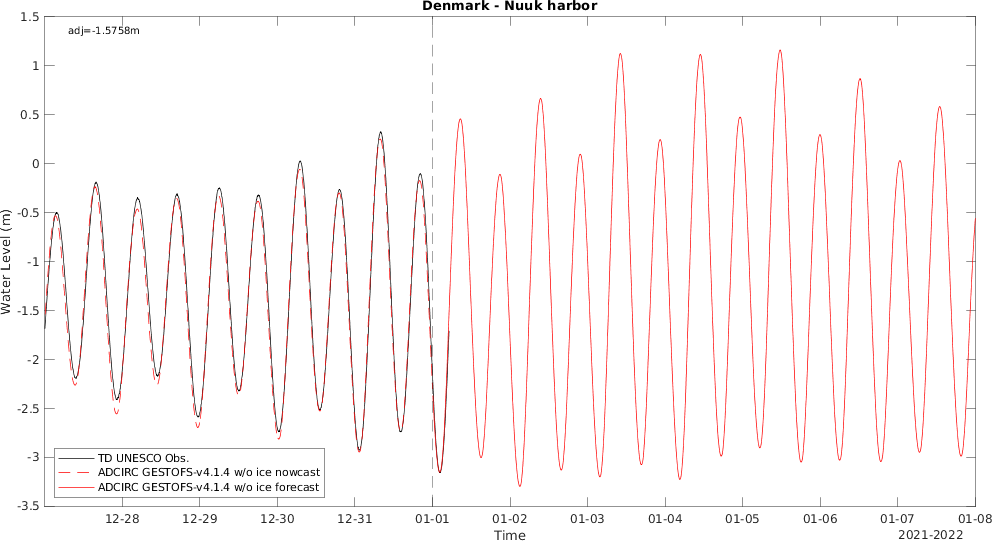 Denmark - Nuuk harbor
adj=-1.5758m
1.5
1
0.5
0
-0.5
-1
-1.5
-2
-2.5
-3
-3.5
Water Level (m)
TD UNESCO Obs.
ADCIRC GESTOFS-v4.1.4 w/o ice nowcast
ADCIRC GESTOFS-v4.1.4 w/o ice forecast
12-28 12-29 12-30 12-31 01-01 01-02 01-03 01-04 01-05 01-06 01-07 01-08
Time
2021-2022